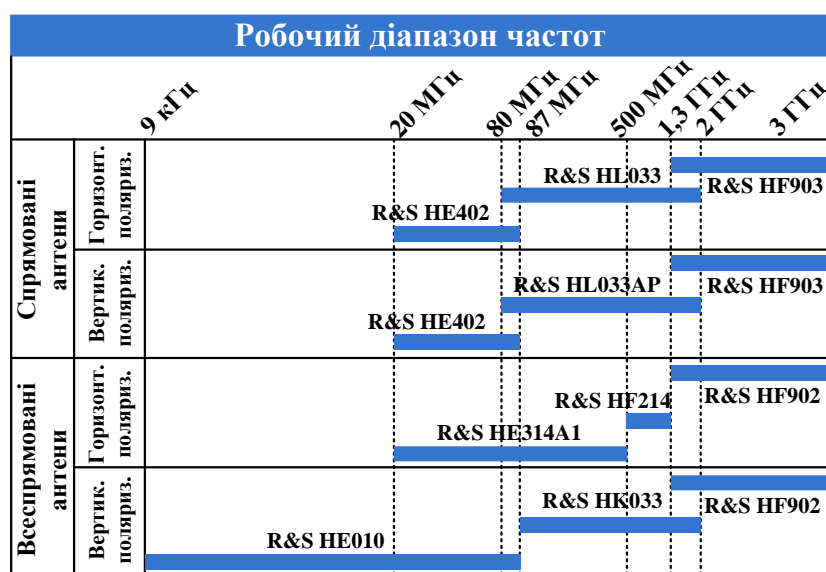 Робочий діапазон частот
9 кГц
20 МГц
80 МГц
87 МГц
500 МГц
1,3 ГГц
2 ГГц
3 ГГц
Спрямовані
антени
Горизонт.
поляриз.
R&S HL033
R&S HF903
R&S HE402
Вертик.
поляриз.
R&S HL033AP
R&S HF903
R&S HE402
Всеспрямовані
антени
Горизонт.
поляриз.
R&S HF214
R&S HF902
R&S HE314A1
Вертик.
поляриз.
R&S HK033
R&S HF902
R&S HE010